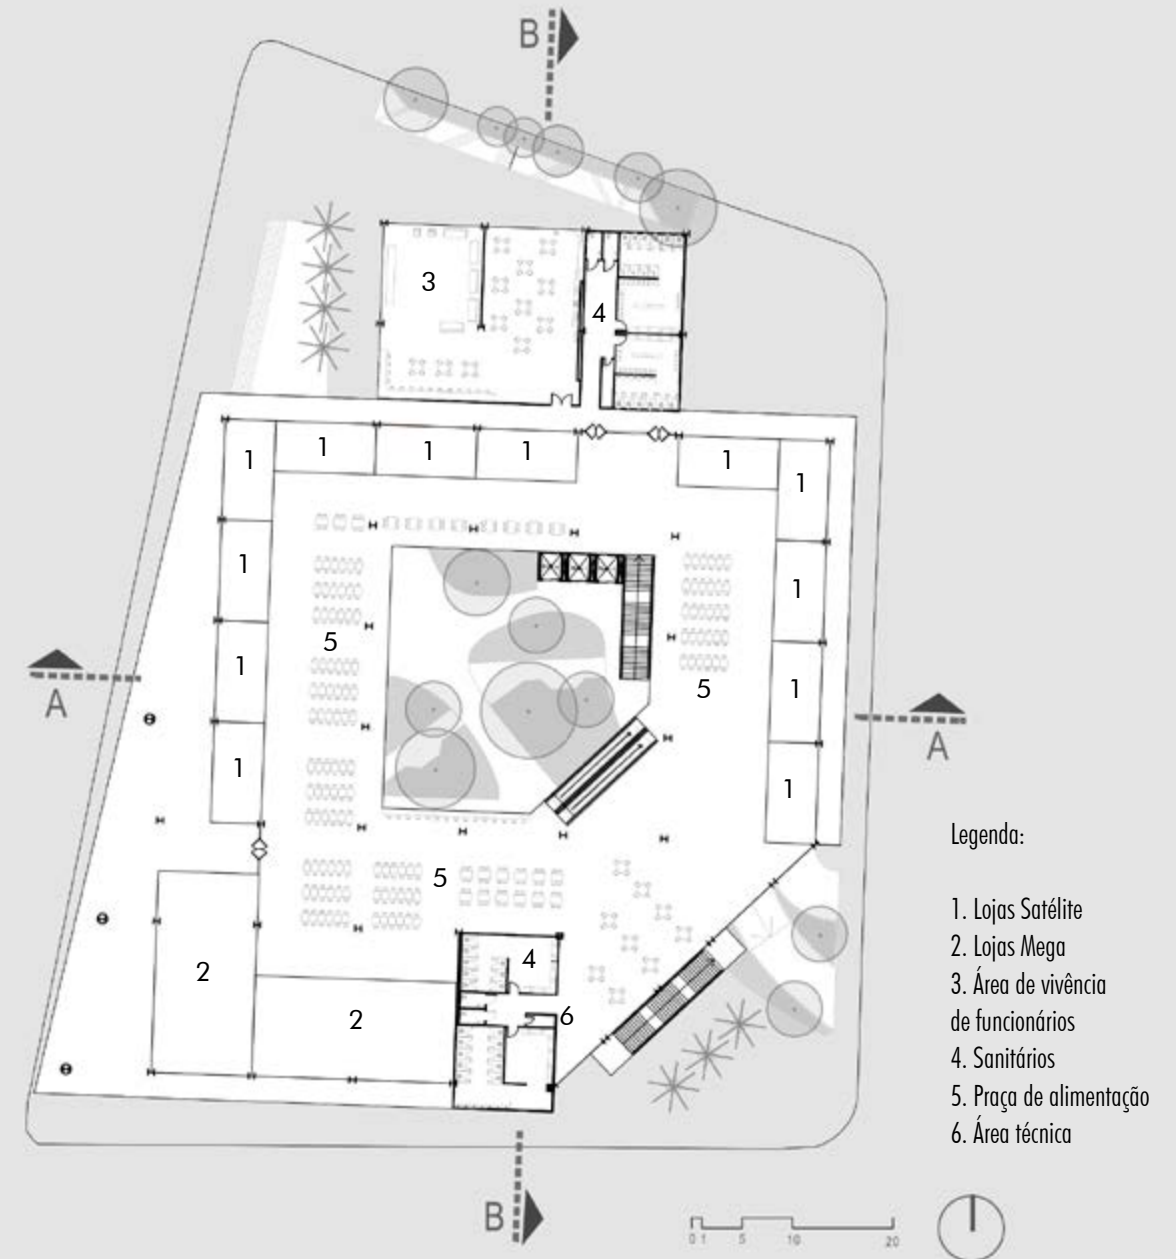 B
3
4
1
1
1
1
1
1
1
1
5
1
5
1
A
A
1
1
1
5
4
2
2
6
Legenda:
1. Lojas Satélite
2. Lojas Mega
3. Área de vivência
de funcionários
4. Sanitários
5. Praça de alimentação
6. Área técnica
B
0 1 5 10 20